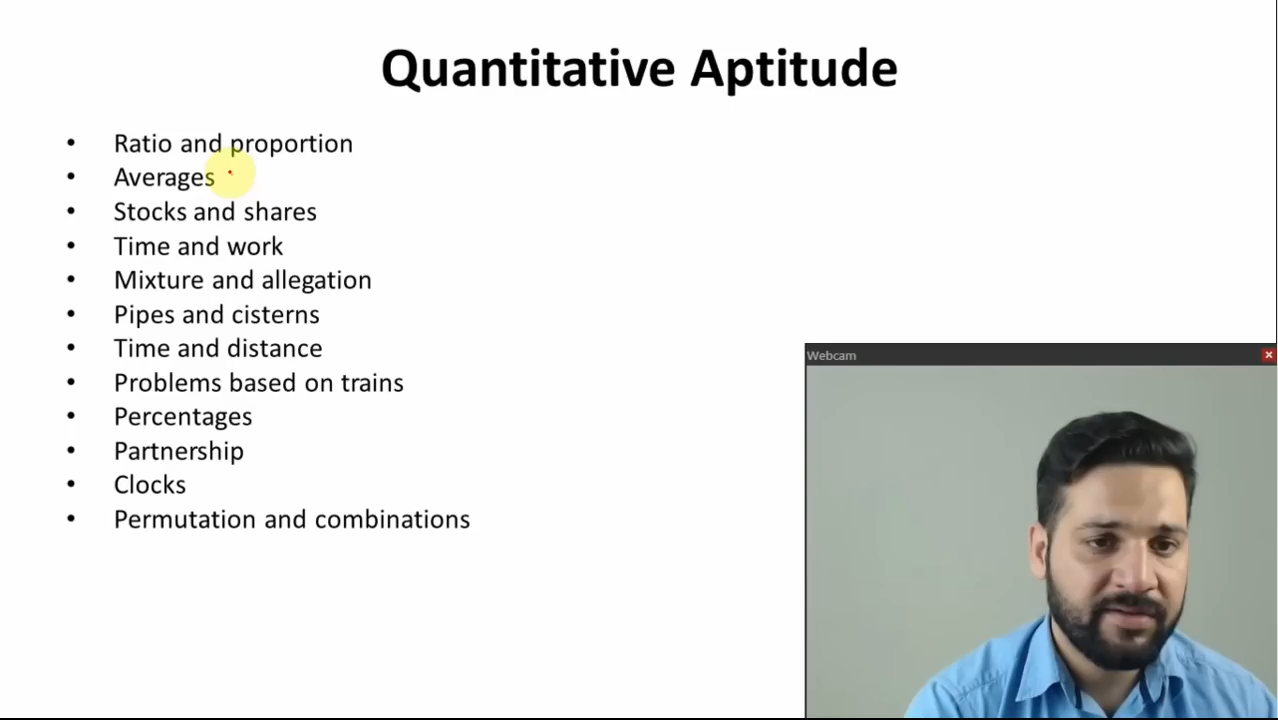 Quantitative Aptitude
• Ratio and proportion
• Averages
• Stocks and shares
• Time and work
• Mixture and allegation
• Pipes and cisterns
• Time and distance
• Problems based on trains
• Percentages
• Partnership
• Clocks
• Permutation and combinations
Webcam